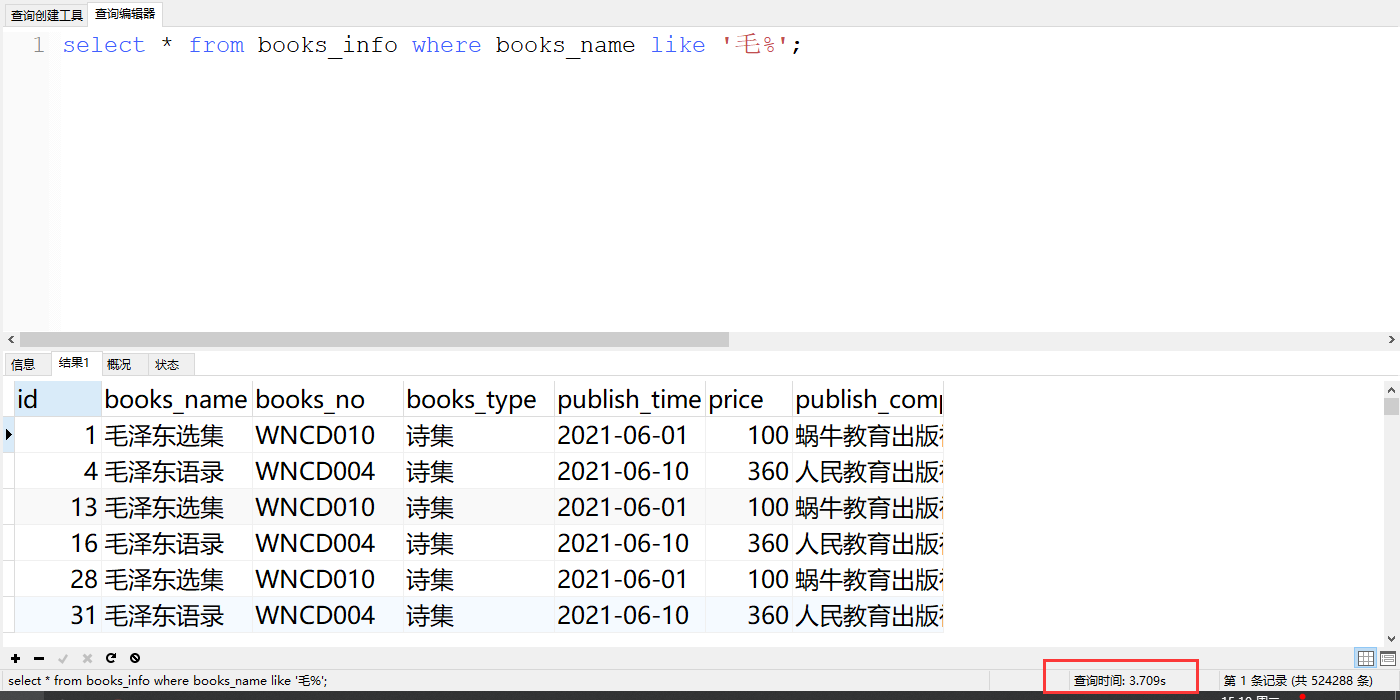 查询创建工具 查询编辑器
1 select * from books_info where books_name like '毛%';
信息 结果1 概况 状态
id books_name books_no books_type publish_time price publish_comp
1 毛泽东选集 WNCD010 诗集 2021-06-01 100 蜗牛教育出版社
4 毛泽东语录 WNCD004 诗集 2021-06-10 360 人民教育出版社
13 毛泽东选集 WNCD010 诗集 2021-06-01 100 蜗牛教育出版社
16 毛泽东语录 WNCD004 诗集 2021-06-10 360 人民教育出版社
28 毛泽东选集 WNCD010 诗集 2021-06-01 100 蜗牛教育出版社
31 毛泽东语录 WNCD004 诗集 2021-06-10 360 人民教育出版社
select * from books_info where books_name like '毛%'; 查询时间: 3.709s 第 1 条记录 (共 524288 条)